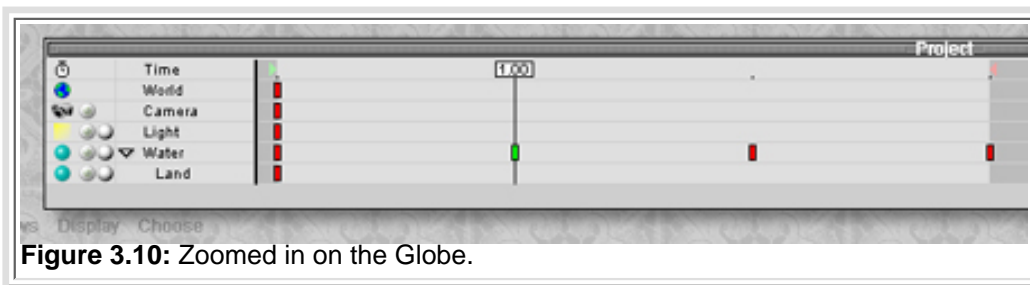 Project
Time 1.00
World
Camera
Light
Water
Land
Display Choose
Figure 3.10: Zoomed in on the Globe.